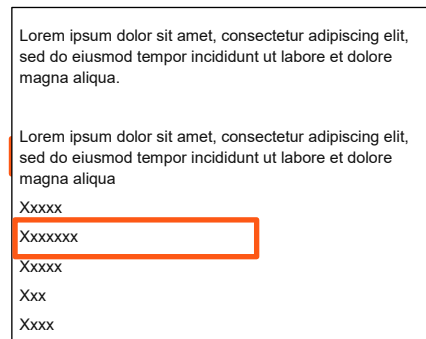 Lorem ipsum dolor sit amet, consectetur adipiscing elit,
sed do eiusmod tempor incididunt ut labore et dolore
magna aliqua.
Lorem ipsum dolor sit amet, consectetur adipiscing elit,
sed do eiusmod tempor incididunt ut labore et dolore
magna aliqua
Xxxxx
Xxxxxxx
Xxxxx
Xxx
Xxxx